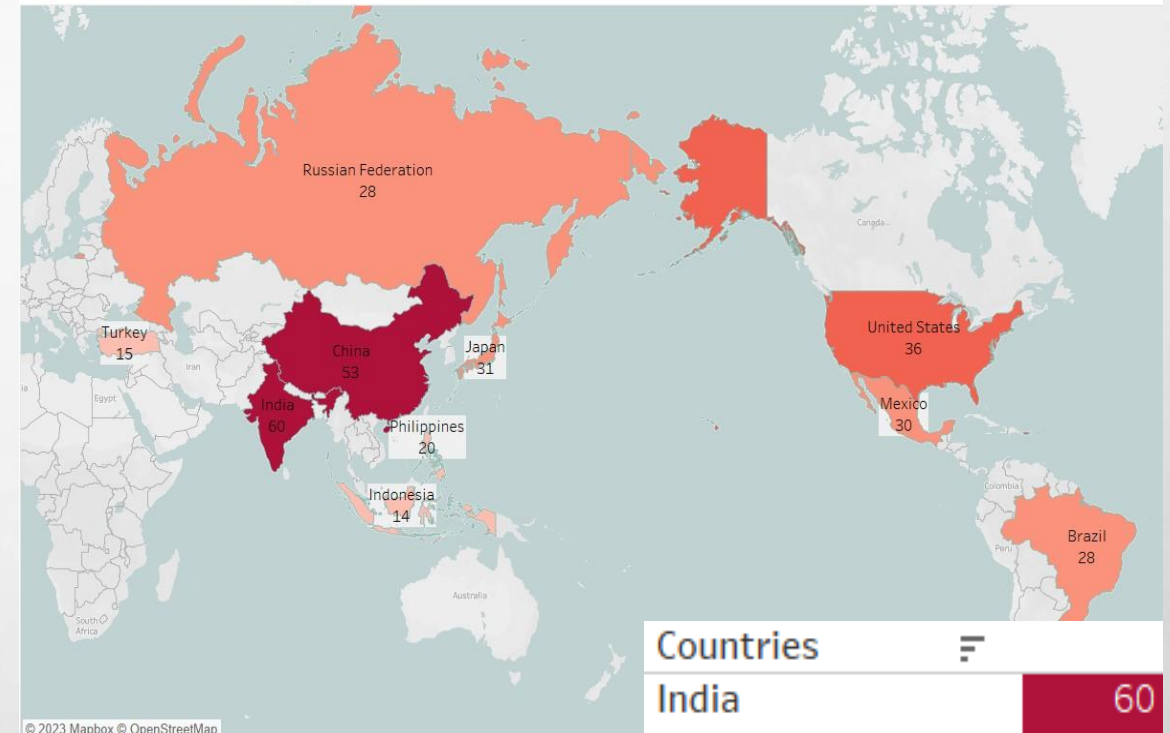 Russian Federation
28
Canada
Turkey
15
Iran
Egypt
China
53
Japan
31
United States
36
India
60
Mexico
30
Philippines
20
Indonesia
14
Colombia
Peru
Brazil
28
South
Africa
Australia
Countries
India 60
© 2023 Mapbox © OpenStreetMap